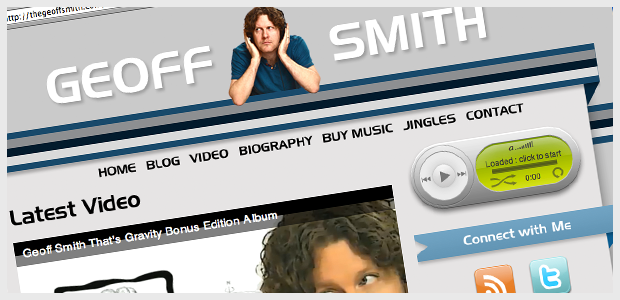 http://thegeoffsmith.com
GEOFF SMITH
HOME BLOG VIDEO BIOGRAPHY BUY MUSIC JINGLES CONTACT
Loaded : click to start
0:00
Latest Video
Geoff Smith That's Gravity Bonus Edition Album
Connect with Me